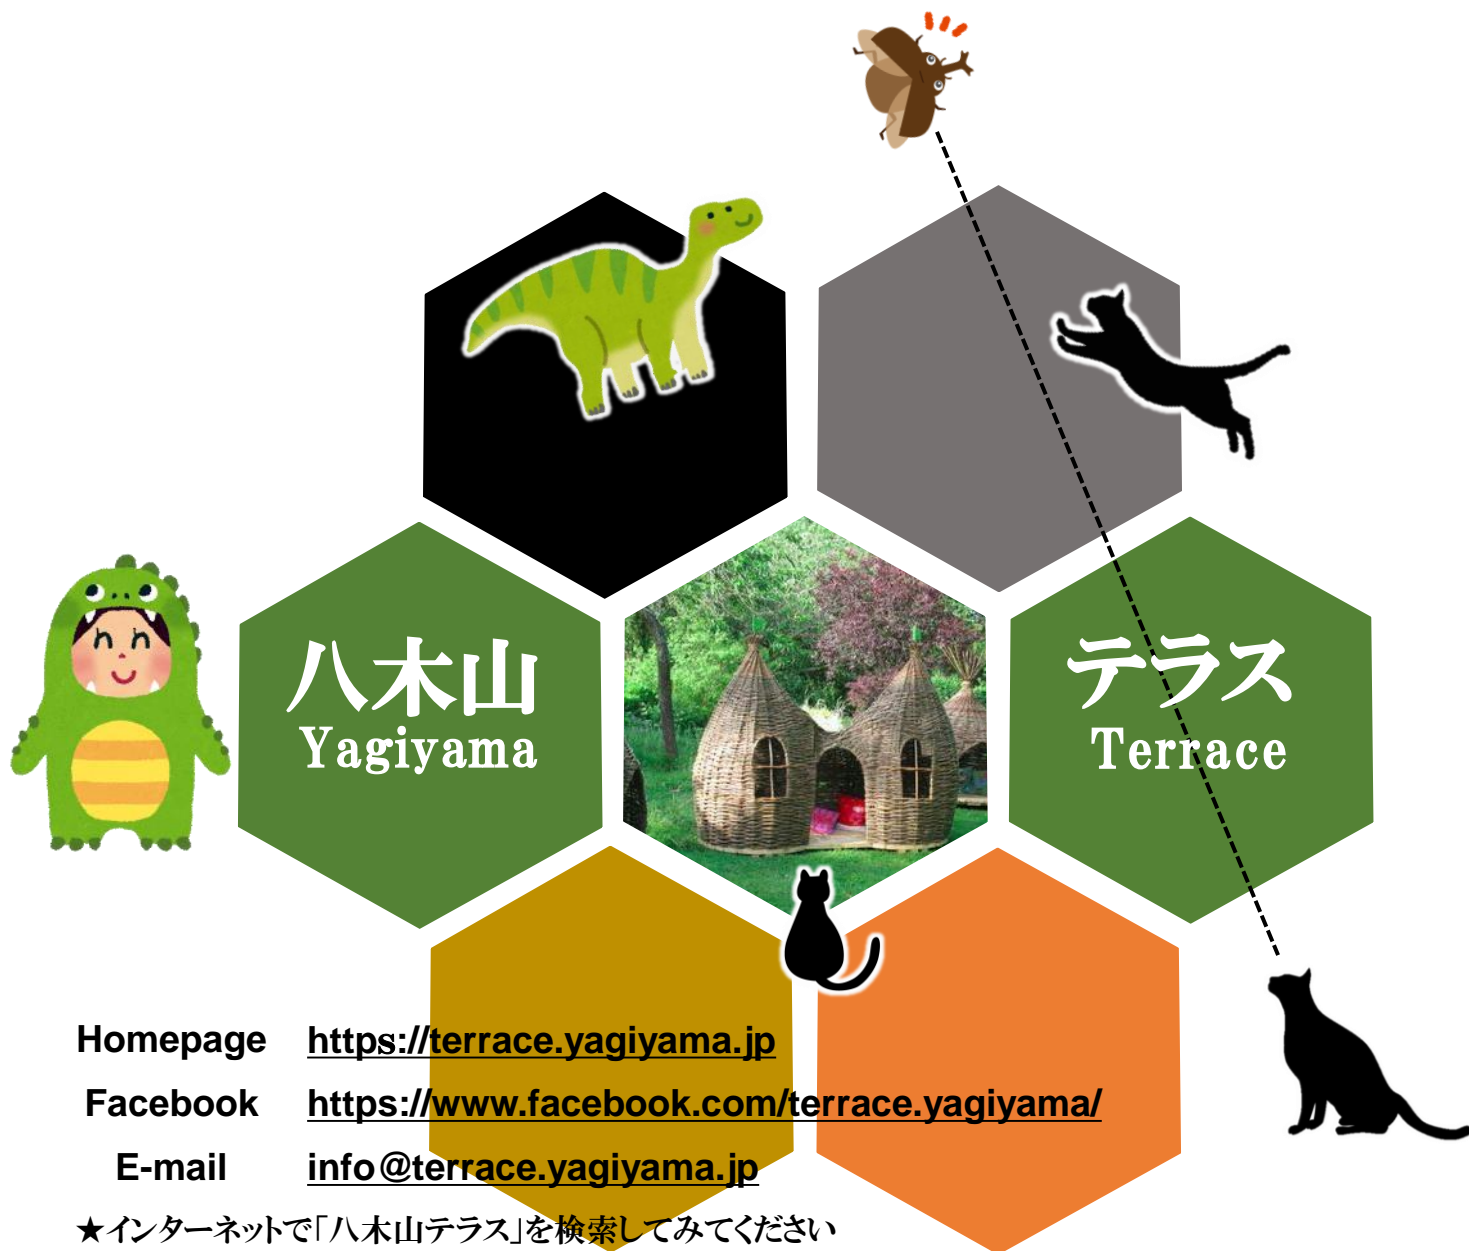 八木山
Yagiyama
テラス
Terrace
Homepage https://terrace.yagiyama.jp
Facebook https://www.facebook.com/terrace.yagiyama/
E-mail info@terrace.yagiyama.jp
★インターネットで「八木山テラス」を検索してみてください